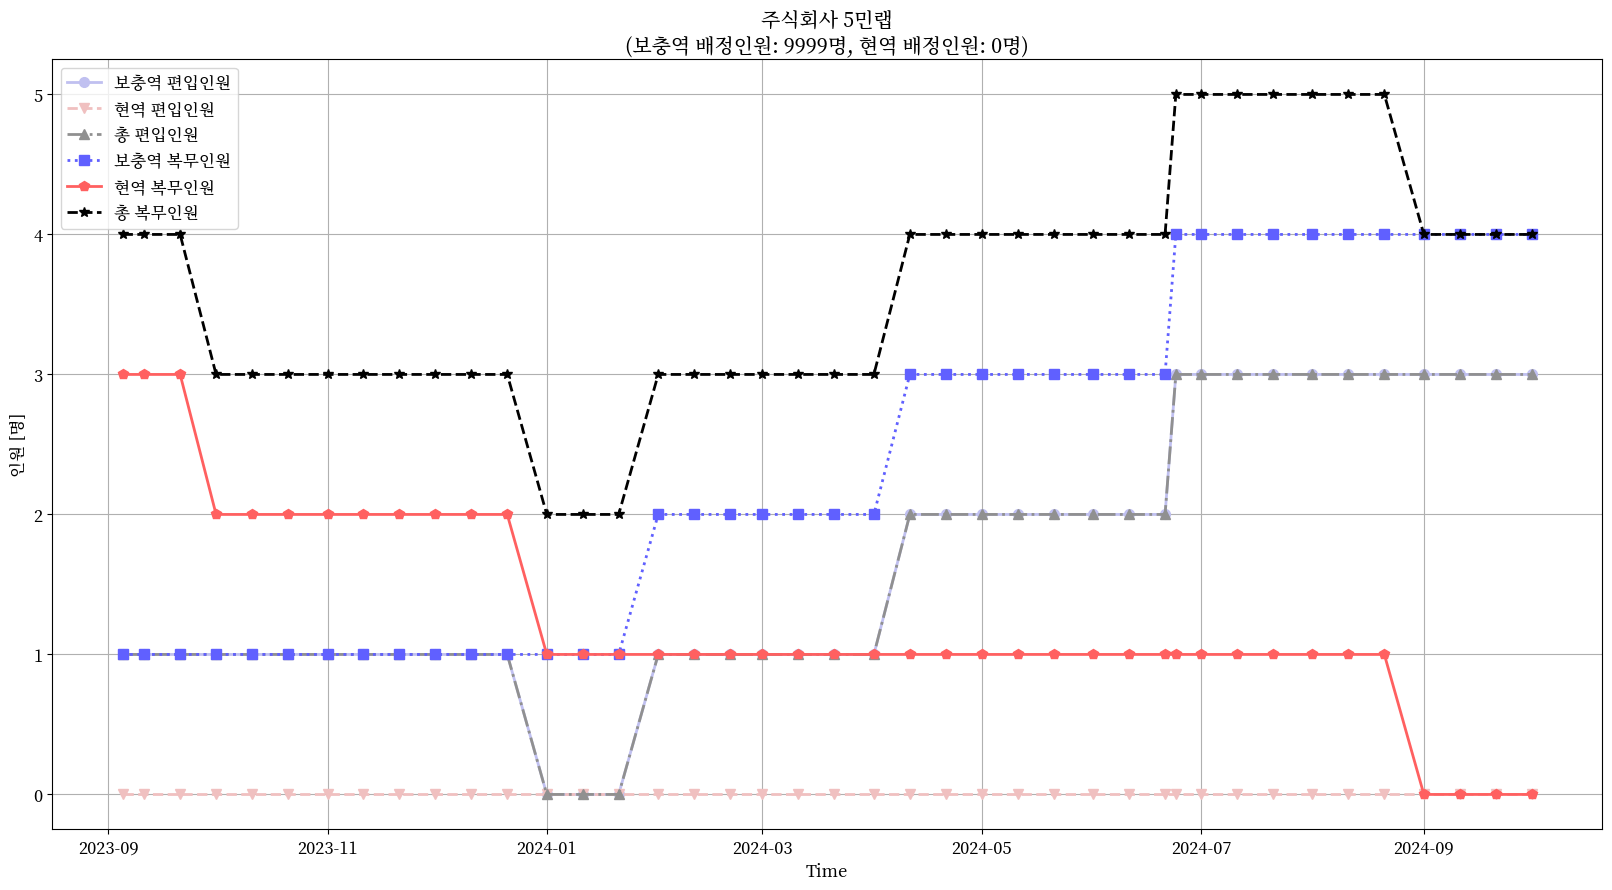 주식회사 5민랩
(보충역 배정인원: 9999명, 현역 배정인원: 0명)
보충역 편입인원
현역 편입인원
총 편입인원
보충역 복무인원
현역 복무인원
총 복무인원
인원 [명]
5
4
3
2
1
0
2023-09
2023-11
2024-01
2024-03
2024-05
2024-07
2024-09
Time